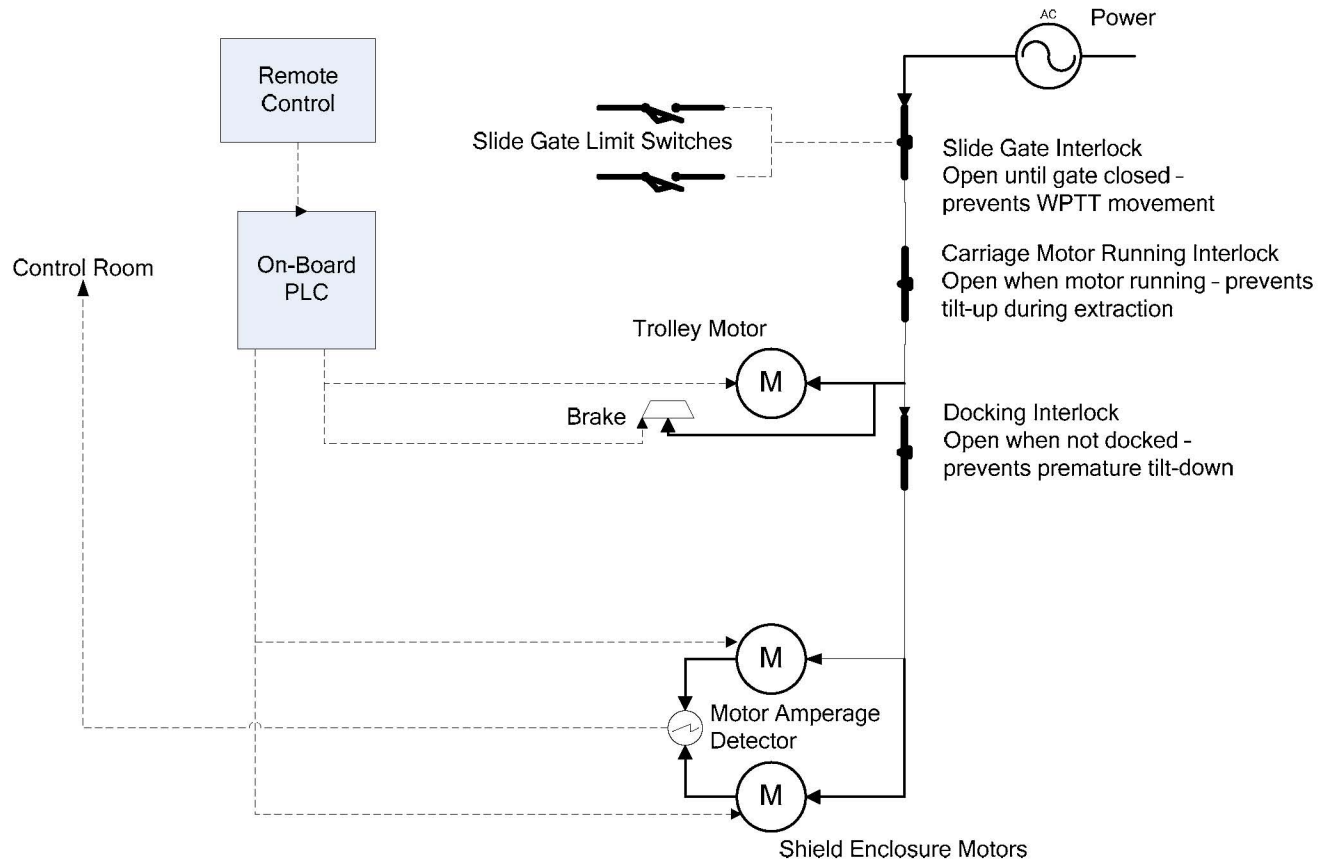 AC
Power
Remote
Control
Slide Gate Limit Switches
Slide Gate Interlock
Open until gate closed –
prevents WPTT movement
Control Room
On-Board
PLC
Carriage Motor Running Interlock
Open when motor running – prevents
tilt-up during extraction
Trolley Motor
M
Brake
Docking Interlock
Open when not docked –
prevents premature tilt-down
M
Motor Amperage
Detector
M
Shield Enclosure Motors